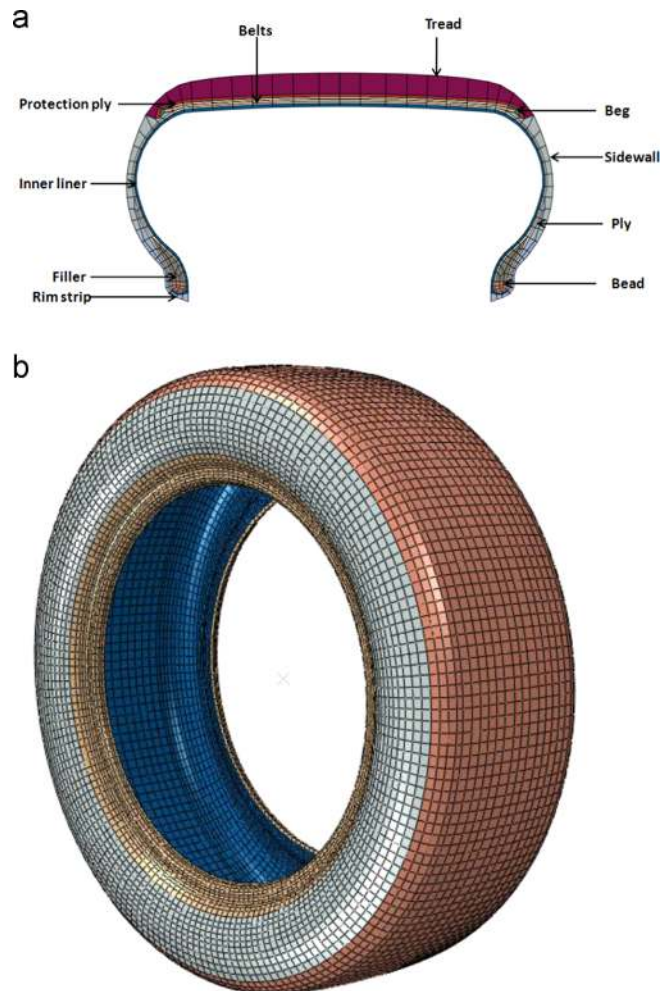 a
Belts
Tread
Protection ply
Beg
Sidewall
Inner liner
Ply
Filler
Bead
Rim strip
b